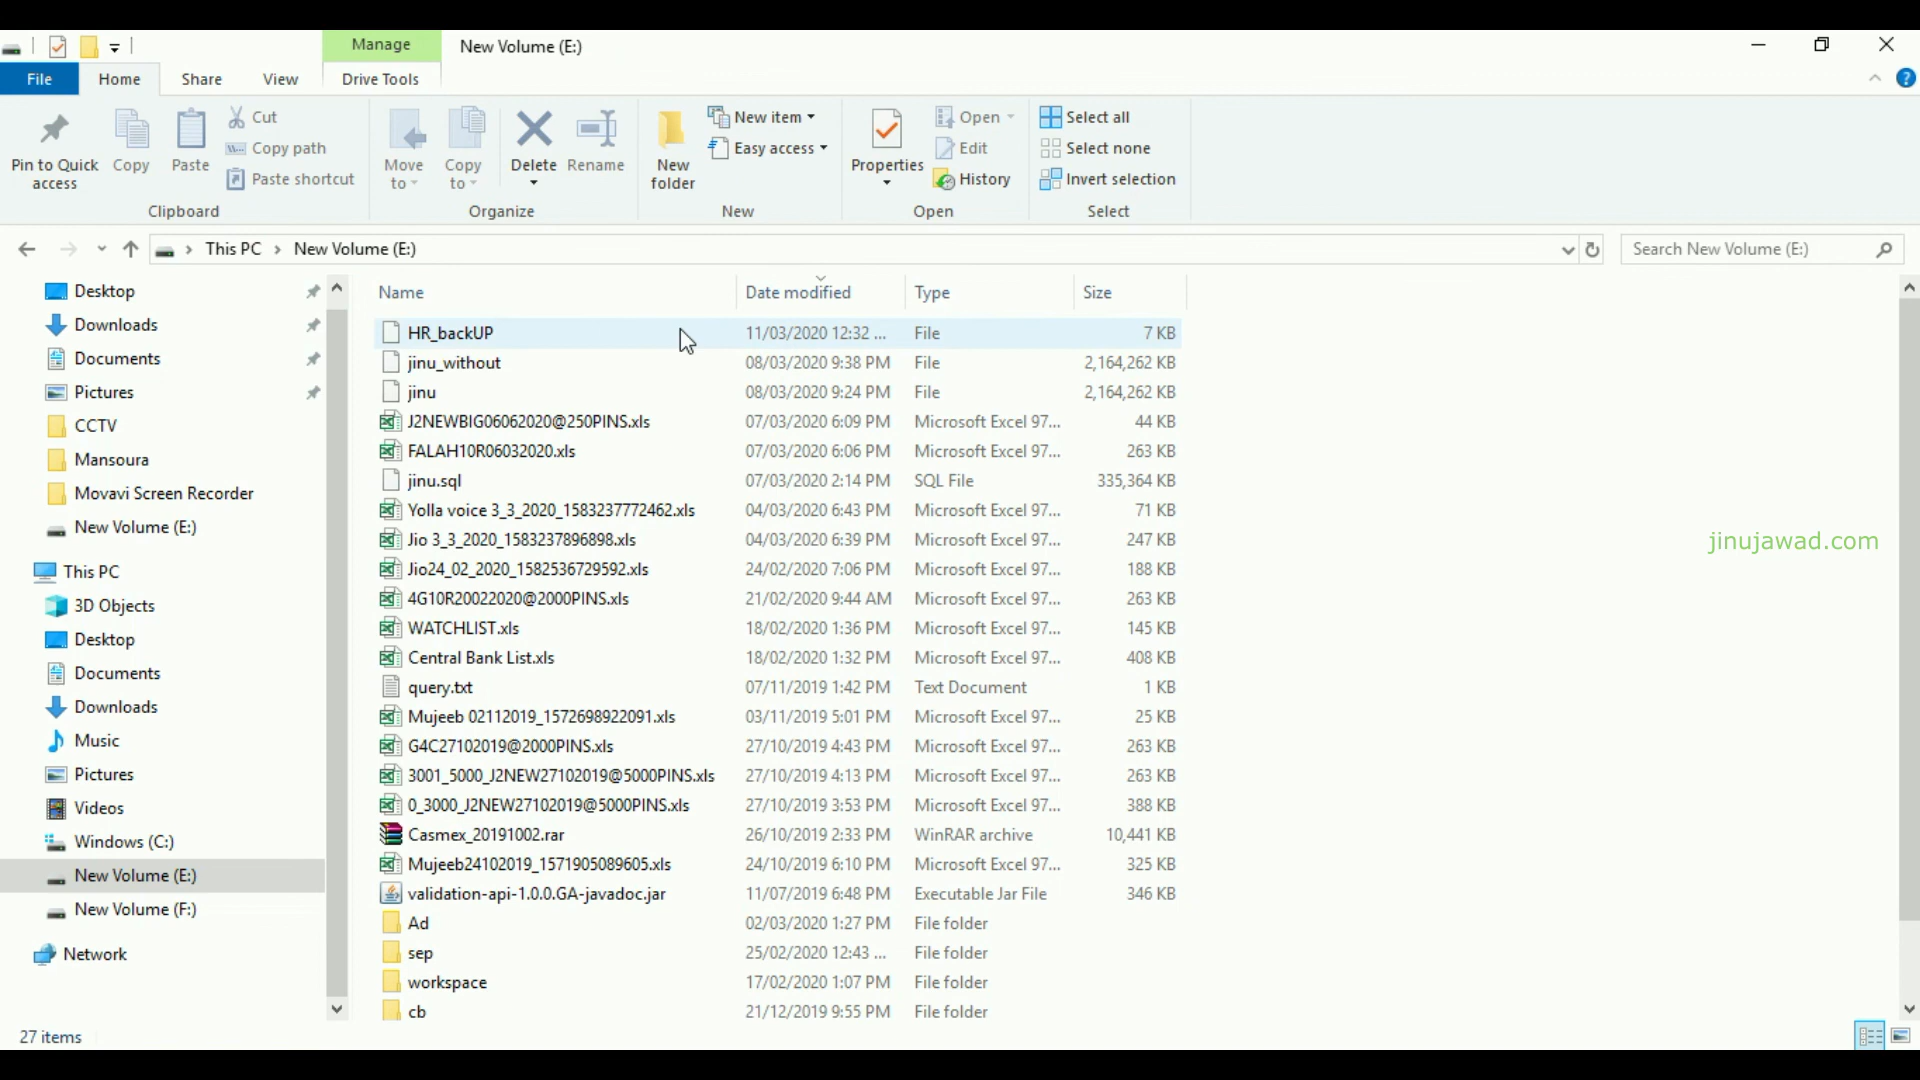 Manage
New Volume (E:)
File
Home
Share
View
Drive Tools
Pin to Quick access
Copy
Paste
Cut
Copy path
Paste shortcut
Clipboard
Move to
Copy to
Delete
Rename
Organize
New folder
New item
Easy access
New
Properties
Open
Edit
History
Open
Select all
Select none
Invert selection
Select
This PC > New Volume (E:)
Search New Volume (E:)
Desktop
Downloads
Documents
Pictures
CCTV
Mansoura
Movavi Screen Recorder
New Volume (E:)
This PC
3D Objects
Desktop
Documents
Downloads
Music
Pictures
Videos
Windows (C:)
New Volume (E:)
New Volume (F:)
Network
Name Date modified Type Size
HR_backUP 11/03/2020 12:32 ... File 7 KB
jinu_without 08/03/2020 9:38 PM File 2,164,262 KB
jinu 08/03/2020 9:24 PM File 2,164,262 KB
J2NEWBIG06062020@250PINS.xls 07/03/2020 6:09 PM Microsoft Excel 97... 44 KB
FALAH10R06032020.xls 07/03/2020 6:06 PM Microsoft Excel 97... 263 KB
jinu.sql 07/03/2020 2:14 PM SQL File 335,364 KB
Yolla voice 3_3_2020_1583237772462.xls 04/03/2020 6:43 PM Microsoft Excel 97... 71 KB
Jio 3_3_2020_1583237896898.xls 04/03/2020 6:39 PM Microsoft Excel 97... 247 KB
Jio24_02_2020_1582536729592.xls 24/02/2020 7:06 PM Microsoft Excel 97... 188 KB
4G10R20022020@2000PINS.xls 21/02/2020 9:44 AM Microsoft Excel 97... 263 KB
WATCHLIST.xls 18/02/2020 1:36 PM Microsoft Excel 97... 145 KB
Central Bank List.xls 18/02/2020 1:32 PM Microsoft Excel 97... 408 KB
query.txt 07/11/2019 1:42 PM Text Document 1 KB
Mujeeb 02112019_1572698922091.xls 03/11/2019 5:01 PM Microsoft Excel 97... 25 KB
G4C27102019@2000PINS.xls 27/10/2019 4:43 PM Microsoft Excel 97... 263 KB
3001_5000_J2NEW27102019@5000PINS.xls 27/10/2019 4:13 PM Microsoft Excel 97... 263 KB
0_3000_J2NEW27102019@5000PINS.xls 27/10/2019 3:53 PM Microsoft Excel 97... 388 KB
Casmex_20191002.rar 26/10/2019 2:33 PM WinRAR archive 10,441 KB
Mujeeb24102019_1571905089605.xls 24/10/2019 6:10 PM Microsoft Excel 97... 325 KB
validation-api-1.0.0.GA-javadoc.jar 11/07/2019 6:48 PM Executable Jar File 346 KB
Ad 02/03/2020 1:27 PM File folder
sep 25/02/2020 12:43 ... File folder
workspace 17/02/2020 1:07 PM File folder
cb 21/12/2019 9:55 PM File folder
jinujawad.com
27 items